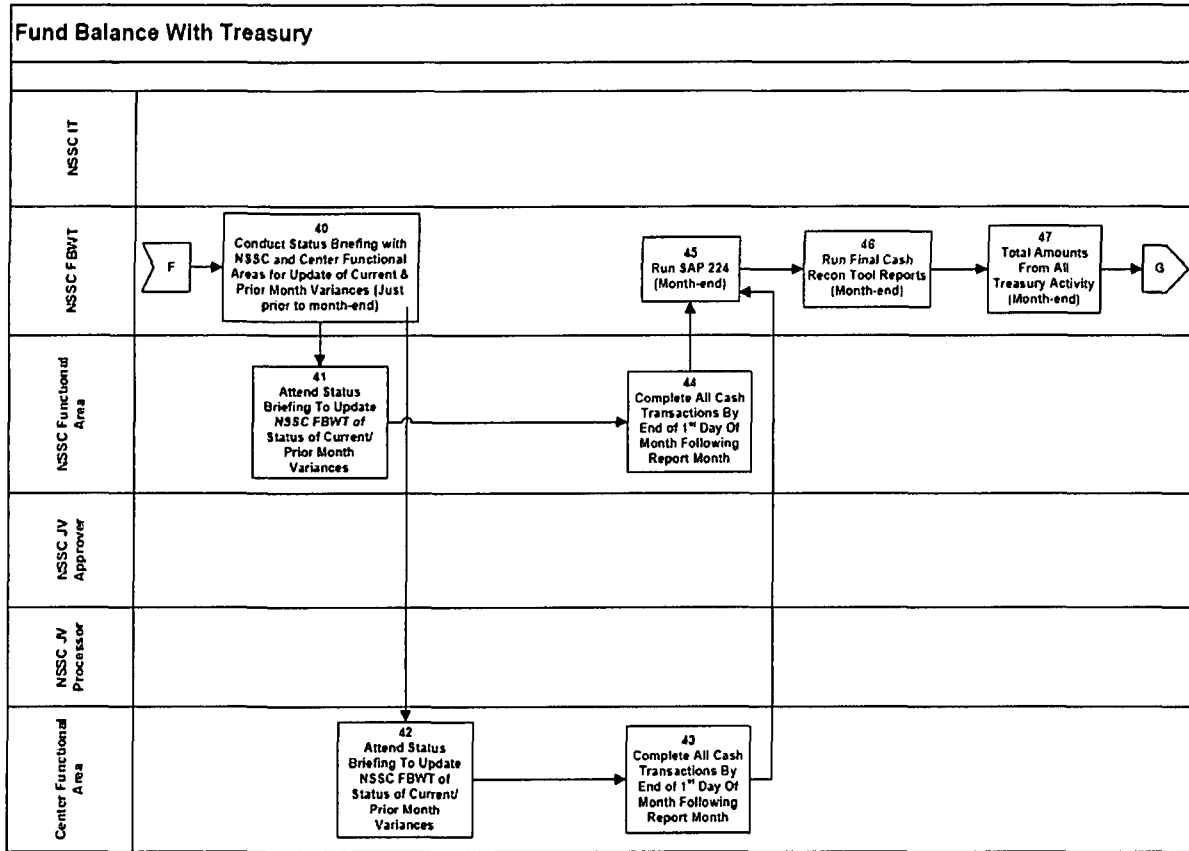 Fund Balance With Treasury
NSSC IT
NSSC FBWT
F
40
Conduct Status Briefing with
NSSC and Center Functional
Areas for Update of Current &
Prior Month Variances (Just
prior to month-end)
45
Run SAP 224
(Month-end)
46
Run Final Cash
Recon Tool Reports
(Month-end)
47
Total Amounts
From All
Treasury Activity
(Month-end)
G
NSSC Functional
Area
41
Attend Status
Briefing To Update
NSSC FBWT of
Status of Current/
Prior Month
Variances
44
Complete All Cash
Transactions By
End of 1st Day Of
Month Following
Report Month
NSSC JV
Approver
NSSC JV
Processor
Center Functional
Area
42
Attend Status
Briefing To Update
NSSC FBWT of
Status of Current/
Prior Month
Variances
43
Complete All Cash
Transactions By
End of 1st Day Of
Month Following
Report Month